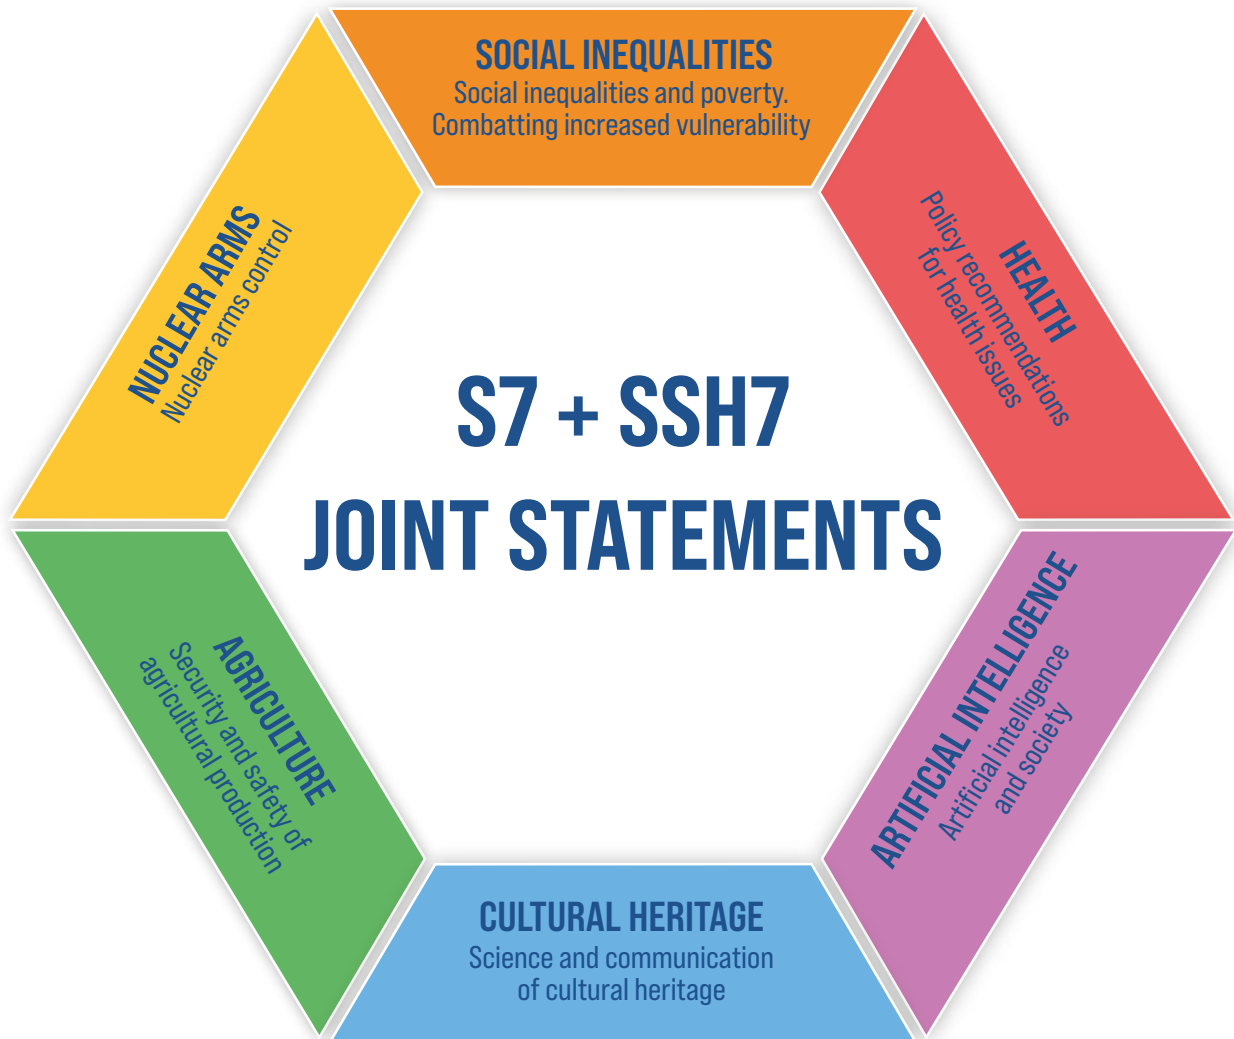 SOCIAL INEQUALITIES
Social inequalities and poverty.
Combatting increased vulnerability
HEALTH
Policy recommendations
for health issues
NUCLEAR ARMS
Nuclear arms control
S7 + SSH7
JOINT STATEMENTS
ARTIFICIAL INTELLIGENCE
Artificial intelligence
and society
AGRICULTURE
Security and safety of
agricultural production
CULTURAL HERITAGE
Science and communication
of cultural heritage